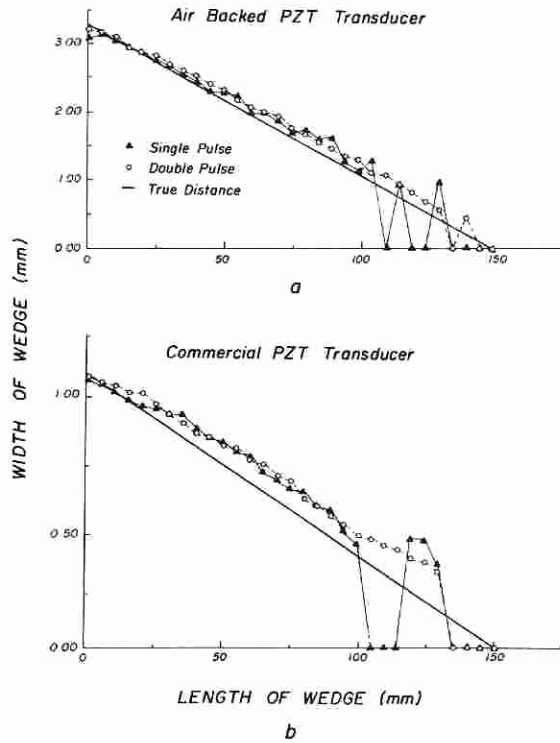 Air Backed PZT Transducer
3.00
2.00
1.00
0.00
▲ Single Pulse
○ Double Pulse
— True Distance
0 50 100 150
a
WIDTH OF WEDGE (mm)
Commercial PZT Transducer
1.00
0.50
0.00
0 25 50 100 150
LENGTH OF WEDGE (mm)
b